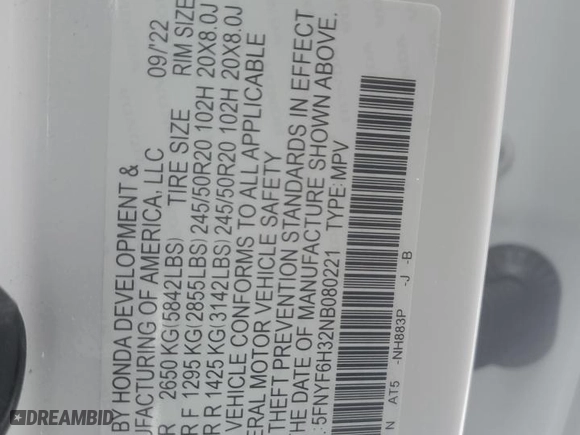 BY HONDA DEVELOPMENT &
UFACTURING OF AMERICA, LLC 09/'22
R 2650 KG(5842LBS) TIRE SIZE RIM SIZE
R F 1295 KG(2855LBS) 245/50R20 102H 20X8.0J
R R 1425 KG(3142LBS) 245/50R20 102H 20X8.0J
VEHICLE CONFORMS TO ALL APPLICABLE
ERAL MOTOR VEHICLE SAFETY
THEFT PREVENTION STANDARDS IN EFFECT
THE DATE OF MANUFACTURE SHOWN ABOVE.
.: 5FNYF6H32NB080221 TYPE: MPV
N AT5 -NH883P -J -B
DREAMBID